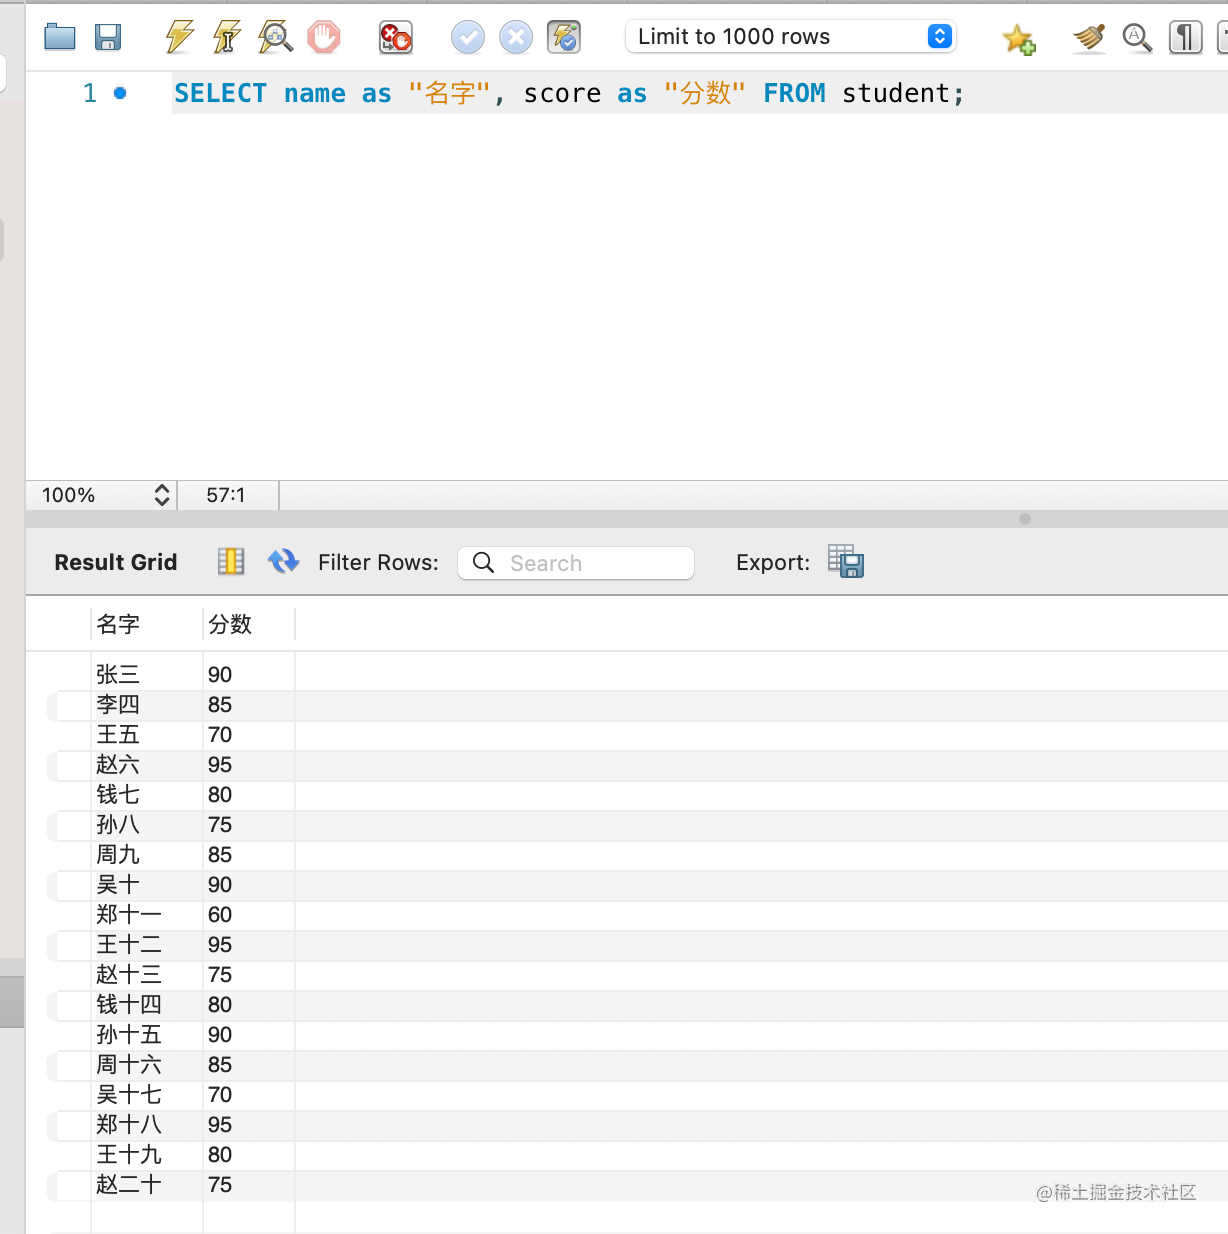 Limit to 1000 rows
1 SELECT name as "名字", score as "分数" FROM student;
100% 57:1
Result Grid Filter Rows: Search Export:
名字 分数
张三 90
李四 85
王五 70
赵六 95
钱七 80
孙八 75
周九 85
吴十 90
郑十一 60
王十二 95
赵十三 75
钱十四 80
孙十五 90
周十六 85
吴十七 70
郑十八 95
王十九 80
赵二十 75
@稀土掘金技术社区